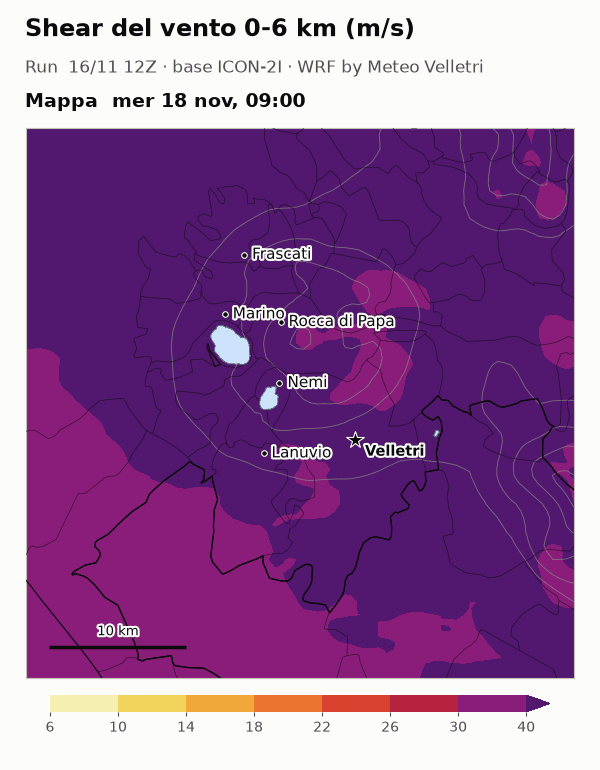 Shear del vento 0-6 km (m/s)
Run  16/11 12Z · base ICON-2I · WRF by Meteo Velletri
Mappa  mer 18 nov, 09:00
Frascati
Marino
Rocca di Papa
Nemi
Velletri
Lanuvio
10 km
6 10 14 18 22 26 30 40